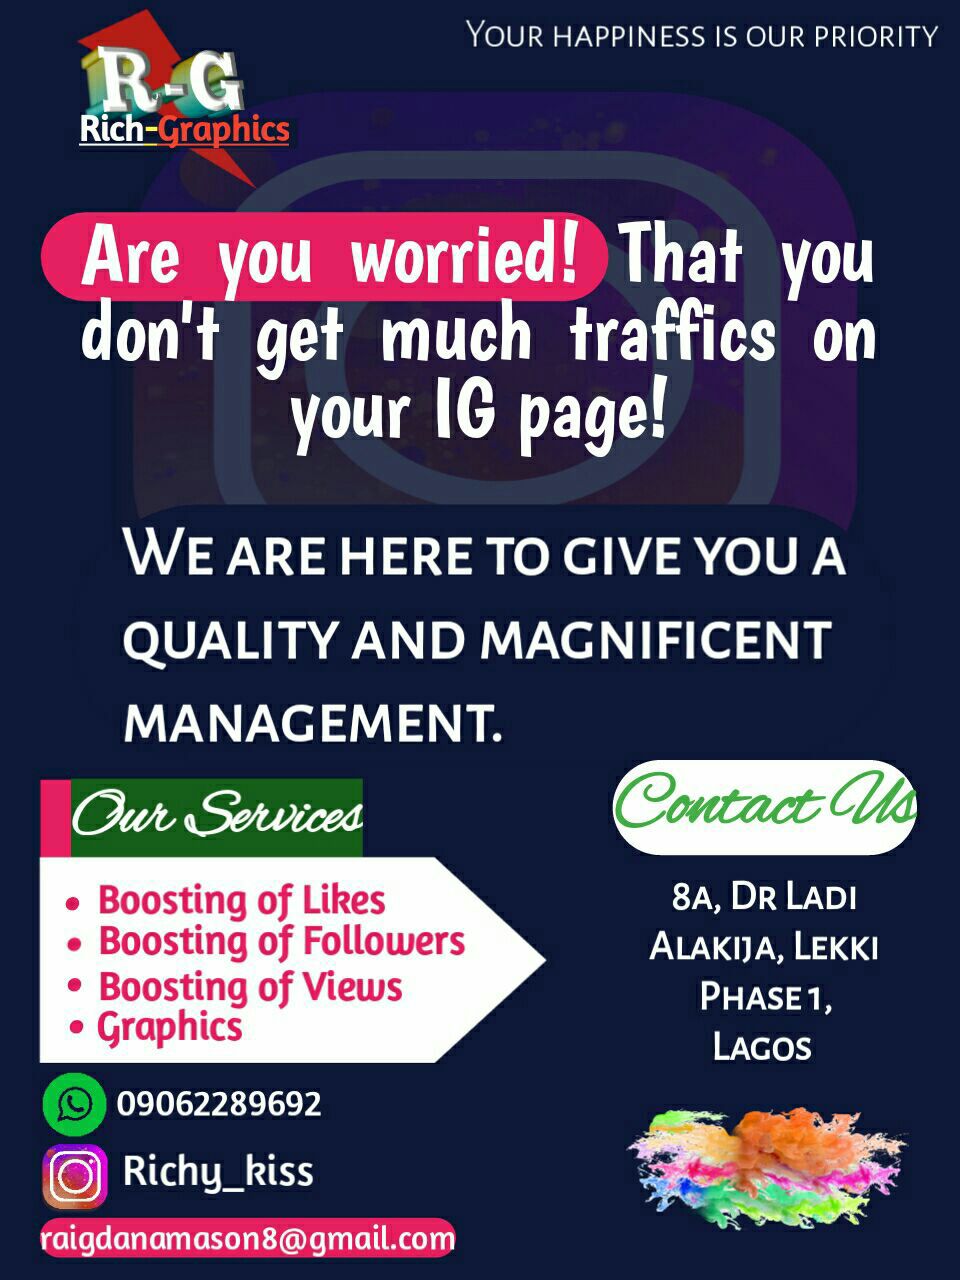 Your happiness is our priority
R-G
Rich-Graphics
Are you worried! That you
don't get much traffics on
your IG page!
We are here to give you a
quality and magnificent
management.
Our Services
• Boosting of Likes
• Boosting of Followers
• Boosting of Views
• Graphics
Contact Us
8a, Dr Ladi
Alakija, Lekki
Phase 1,
Lagos
09062289692
Richy_kiss
raigdanamason8@gmail.com